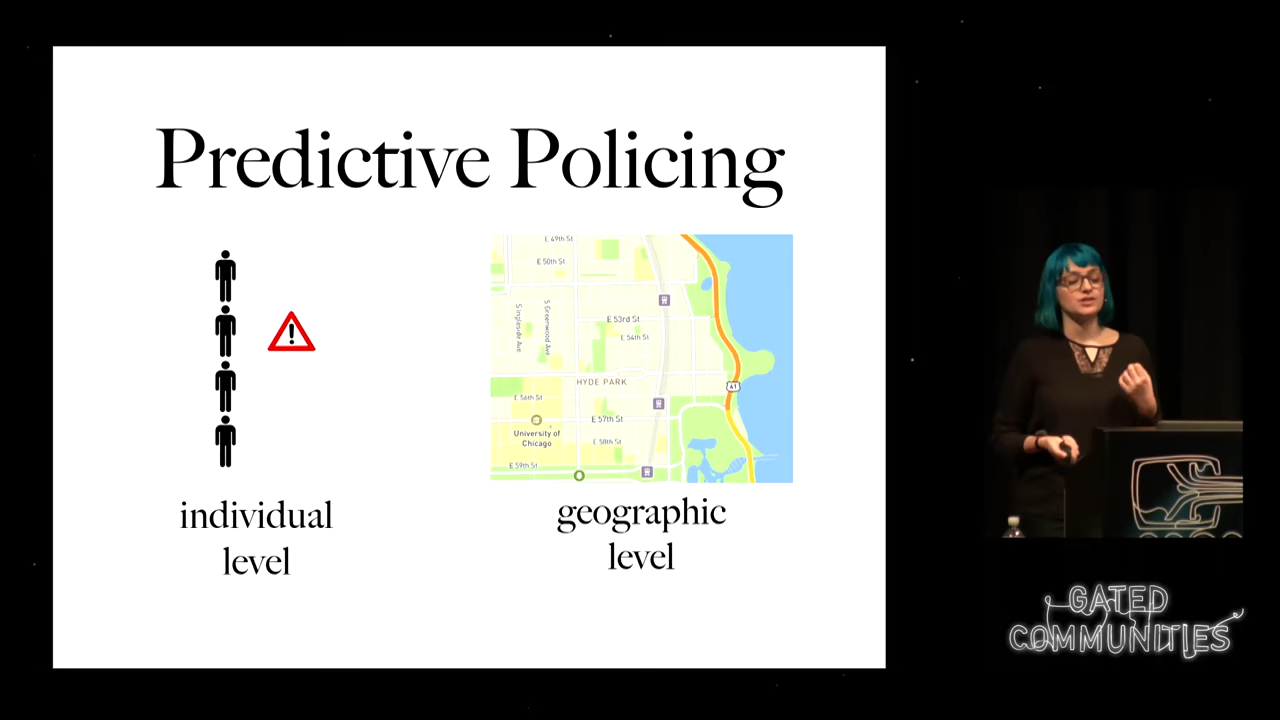 Predictive Policing
E 49th St
E 50th St
S Ingleside Ave
S Greenwood Ave
E 53rd St
E 54th St
HYDE PARK
41
E 56th St
E 57th St
University of
Chicago
E 58th St
E 59th St
individual
level
geographic
level
GATED
COMMUNITIES